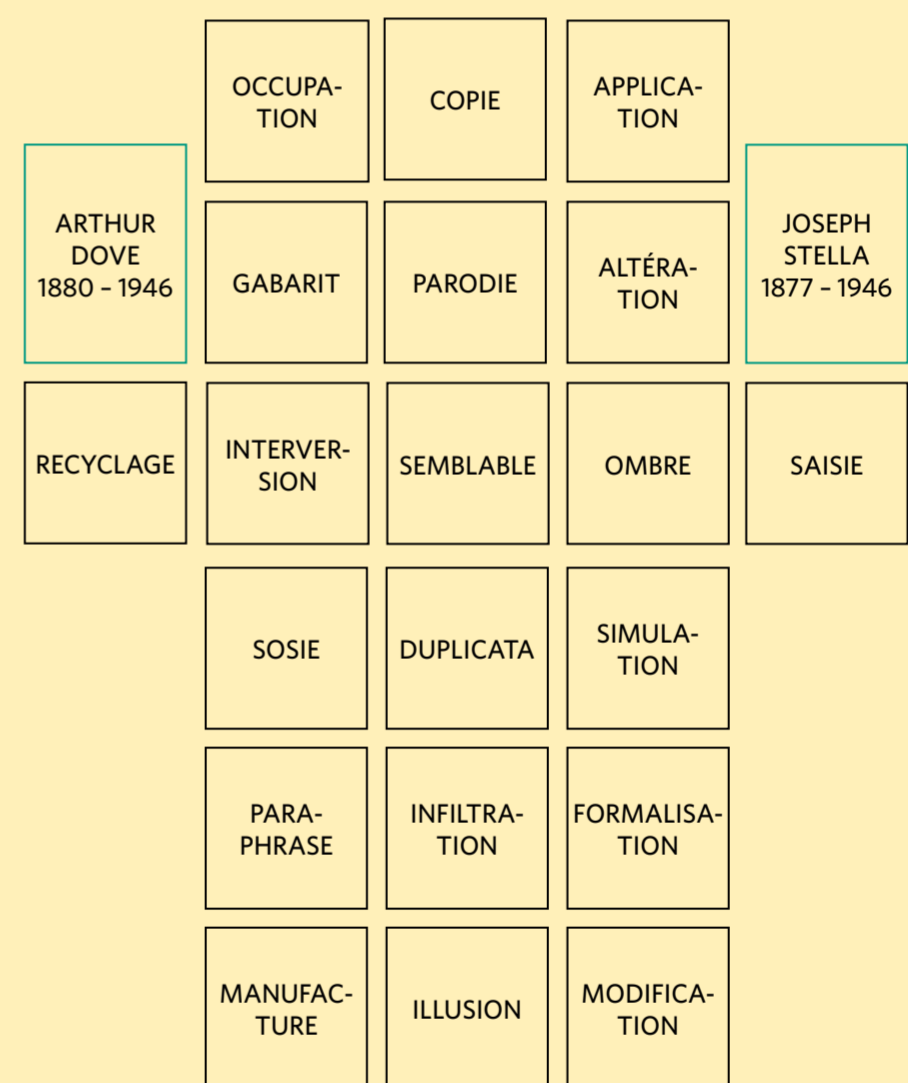 OCCUPA-
TION
COPIE
APPLICA-
TION
ARTHUR
DOVE
1880 – 1946
GABARIT
PARODIE
ALTÉRA-
TION
JOSEPH
STELLA
1877 – 1946
RECYCLAGE
INTERVER-
SION
SEMBLABLE
OMBRE
SAISIE
SOSIE
DUPLICATA
SIMULA-
TION
PARA-
PHRASE
INFILTRA-
TION
FORMALISA-
TION
MANUFAC-
TURE
ILLUSION
MODIFICA-
TION